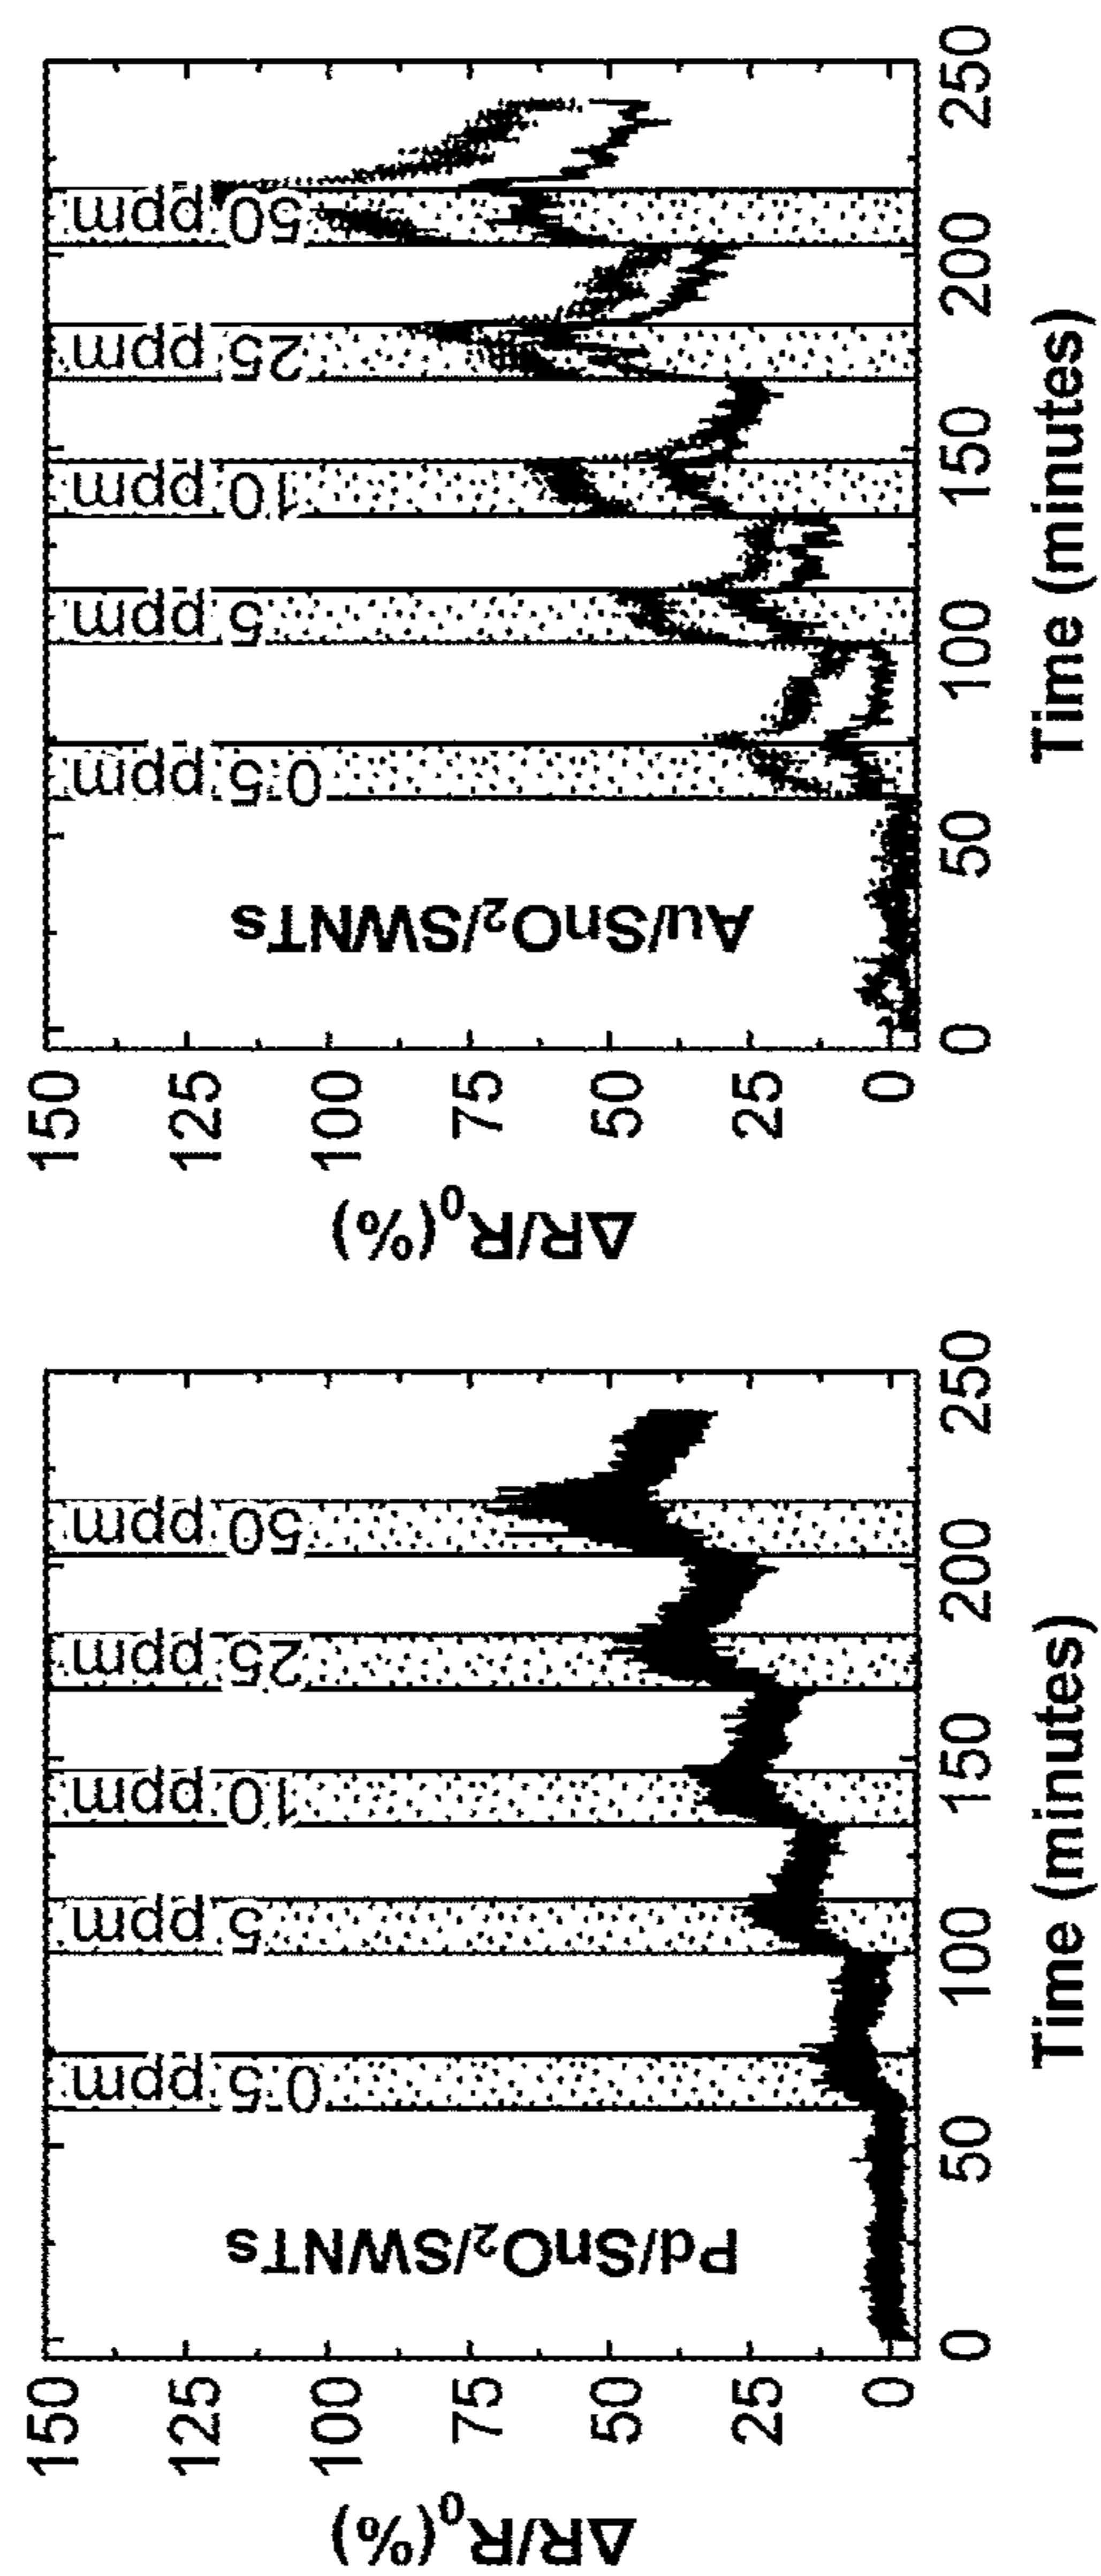 Pd/SnO₂/SWNTs
0.5 ppm
5 ppm
10 ppm
25 ppm
50 ppm
ΔR/R₀(%)
150
125
100
75
50
25
0
0 50 100 150 200 250
Time (minutes)
Au/SnO₂/SWNTs
0.5 ppm
5 ppm
10 ppm
25 ppm
50 ppm
ΔR/R₀(%)
150
125
100
75
50
25
0
0 50 100 150 200 250
Time (minutes)